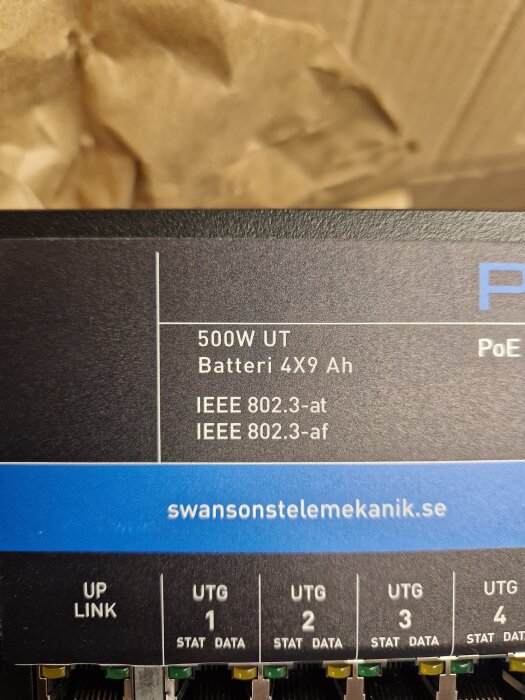 P
500W UT
Batteri 4X9 Ah
PoE
IEEE 802.3-at
IEEE 802.3-af
swansonstelemekanik.se
UP
LINK
UTG
1
STAT DATA
UTG
2
STAT DATA
UTG
3
STAT DATA
UTG
4
STAT DAT